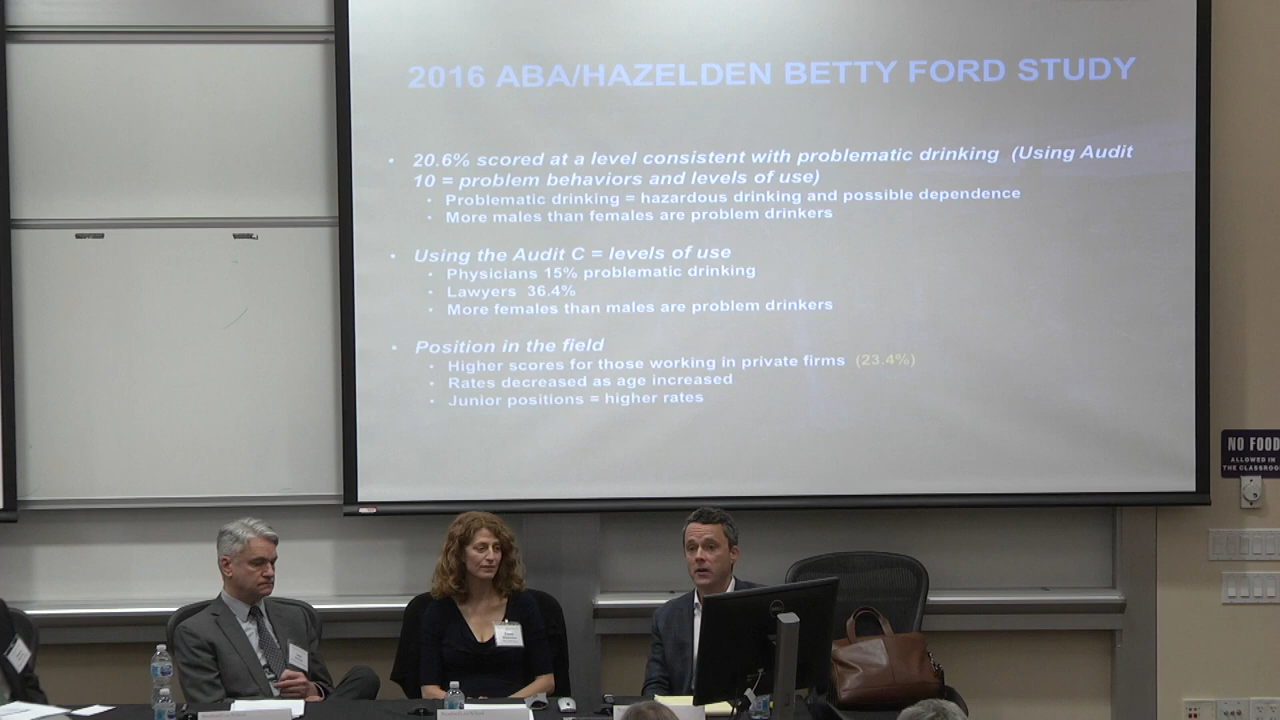 2016 ABA/HAZELDEN BETTY FORD STUDY
• 20.6% scored at a level consistent with problematic drinking (Using Audit
10 = problem behaviors and levels of use)
• Problematic drinking = hazardous drinking and possible dependence
• More males than females are problem drinkers
• Using the Audit C = levels of use
• Physicians 15% problematic drinking
• Lawyers 36.4%
• More females than males are problem drinkers
• Position in the field
• Higher scores for those working in private firms (23.4%)
• Rates decreased as age increased
• Junior positions = higher rates
NO FOOD
ALLOWED IN
THE CLASSROO
DELL